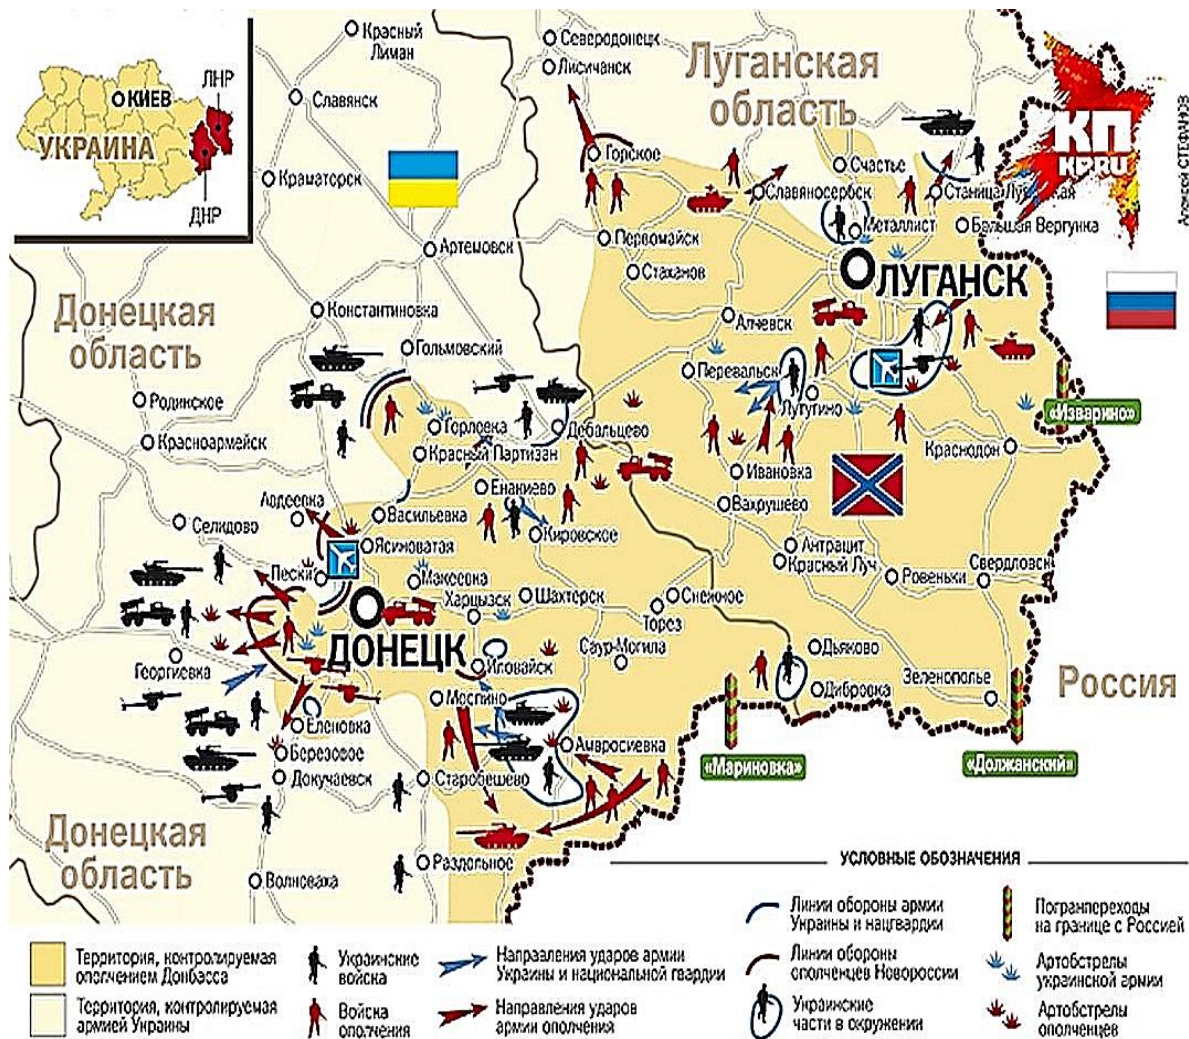 Красный
Лиман
Северодонецк
Лисичанск
Луганская
область
ЛНР
КИЕВ
УКРАИНА
ДНР
Славянск
Краматорск
Артемовск
Горское
Счастье
Славяносербск
Станица Луганская
Металлист
Большая Вергунка
КП
KP.RU
Алексей СТЕФАНОВ
Первомайск
Стаханов
ЛУГАНСК
Донецкая
область
Константиновка
Гольмовский
Алчевск
Перевальск
Лутугино
«Изварино»
Родинское
Красноармейск
Горловка
Дебальцево
Красный Партизан
Краснодон
Ивановка
Вахрушево
Енакиево
Авдеевка
Селидово
Васильевка
Кировское
Ясиноватая
Антрацит
Красный Луч
Ровеньки
Свердловск
Пески
Макеевка
Харцызск
Шахтерск
Снежное
Торез
ДОНЕЦК
Саур-Могила
Дьяково
Георгиевка
Иловайск
Моспино
Зеленополье
Дибровка
Россия
Еленовка
Березовое
Докучаевск
Старобешево
Амвросиевка
«Мариновка»
«Должанский»
Донецкая
область
Раздольное
Волноваха
УСЛОВНЫЕ ОБОЗНАЧЕНИЯ
Территория, контролируемая
ополчением Донбасса
Территория, контролируемая
армией Украины
Украинские
войска
Войска
ополчения
Направления ударов армии
Украины и национальной гвардии
Направления ударов
армии ополчения
Линии обороны армии
Украины и нацгвардии
Линии обороны
ополченцев Новороссии
Украинские
части в окружении
Погранпереходы
на границе с Россией
Артобстрелы
украинской армии
Артобстрелы
ополченцев